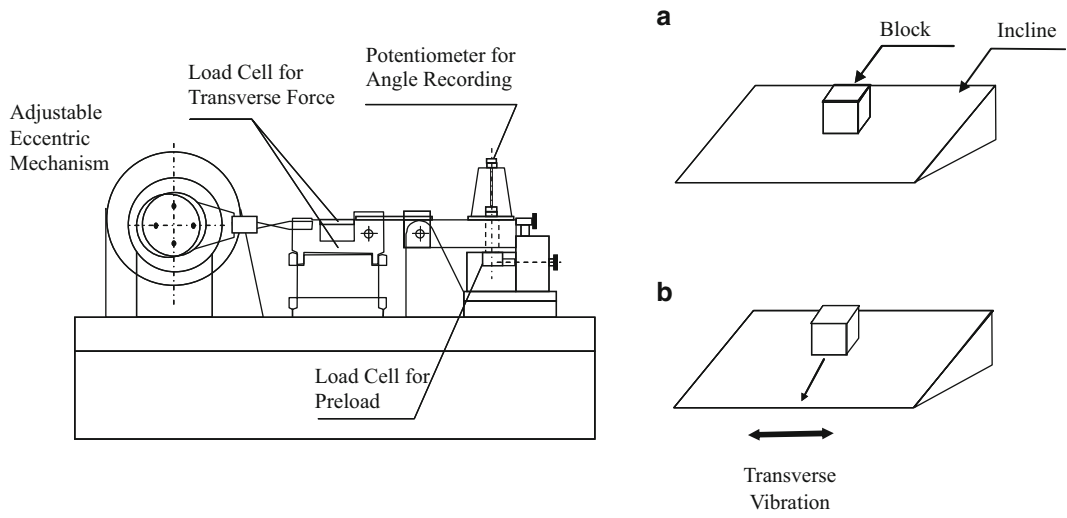 Potentiometer for
Angle Recording
Load Cell for
Transverse Force
Adjustable
Eccentric
Mechanism
Load Cell for
Preload
a
Block
Incline
b
Transverse
Vibration